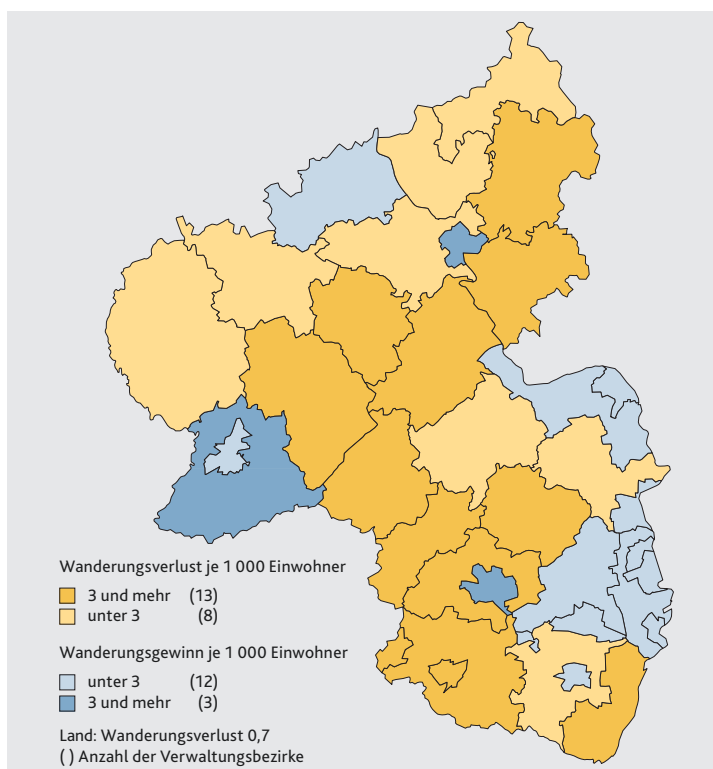 Wanderungsverlust je 1 000 Einwohner
3 und mehr (13)
unter 3 (8)
Wanderungsgewinn je 1 000 Einwohner
unter 3 (12)
3 und mehr (3)
Land: Wanderungsverlust 0,7
( ) Anzahl der Verwaltungsbezirke